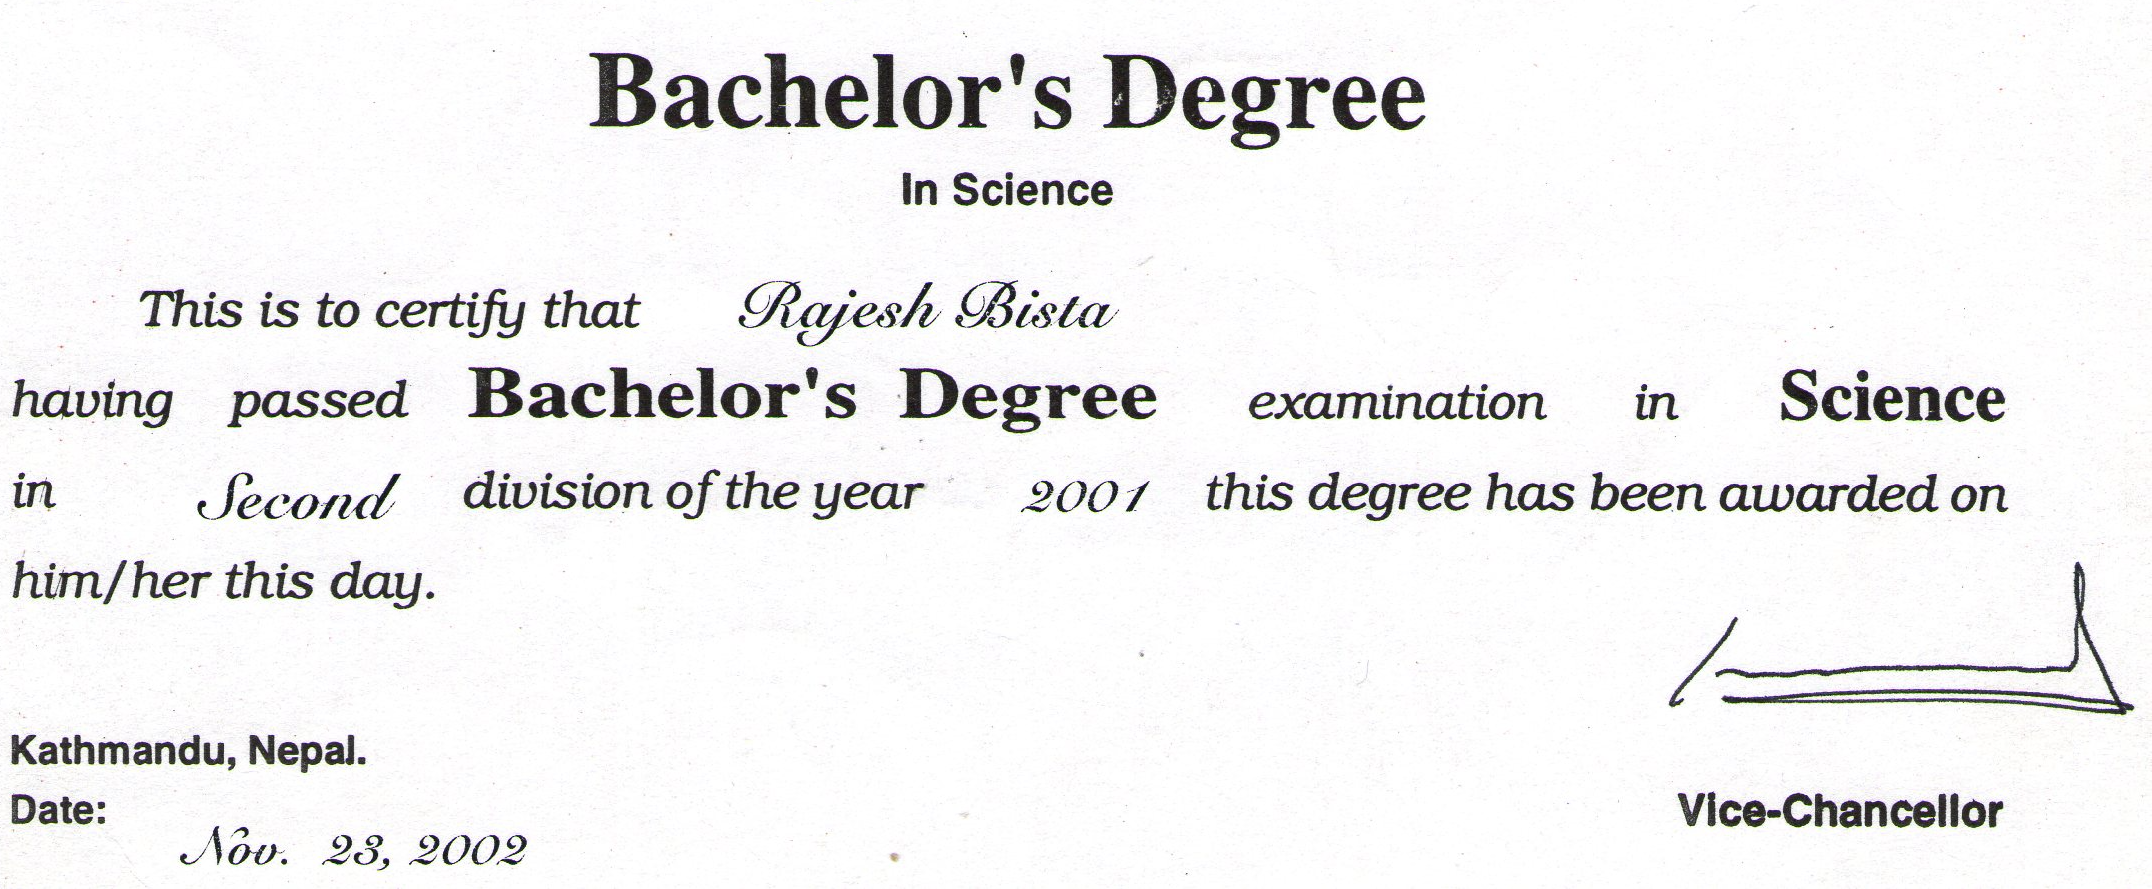 Bachelor's Degree
In Science
This is to certify that Rajesh Bista
having passed Bachelor's Degree examination in Science
in Second division of the year 2001 this degree has been awarded on
him/her this day.
Kathmandu, Nepal.
Date:
Nov. 23, 2002
Vice-Chancellor